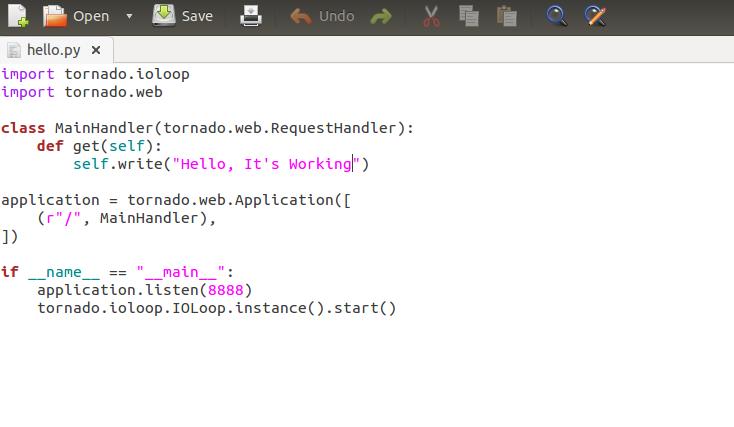 Open Save Undo
hello.py
import tornado.ioloop
import tornado.web
class MainHandler(tornado.web.RequestHandler):
    def get(self):
        self.write("Hello, It's Working")
application = tornado.web.Application([
    (r"/", MainHandler),
])
if __name__ == "__main__":
    application.listen(8888)
    tornado.ioloop.IOLoop.instance().start()